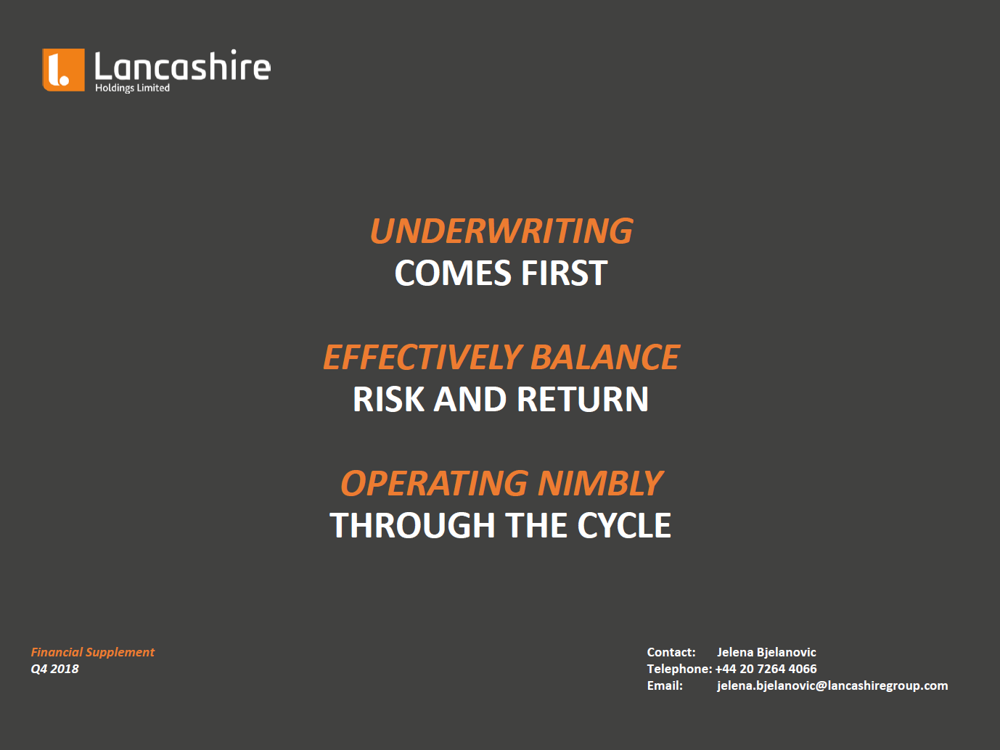 Lancashire
Holdings Limited
UNDERWRITING
COMES FIRST
EFFECTIVELY BALANCE
RISK AND RETURN
OPERATING NIMBLY
THROUGH THE CYCLE
Financial Supplement
Q4 2018
Contact: Jelena Bjelanovic
Telephone: +44 20 7264 4066
Email: jelena.bjelanovic@lancashiregroup.com